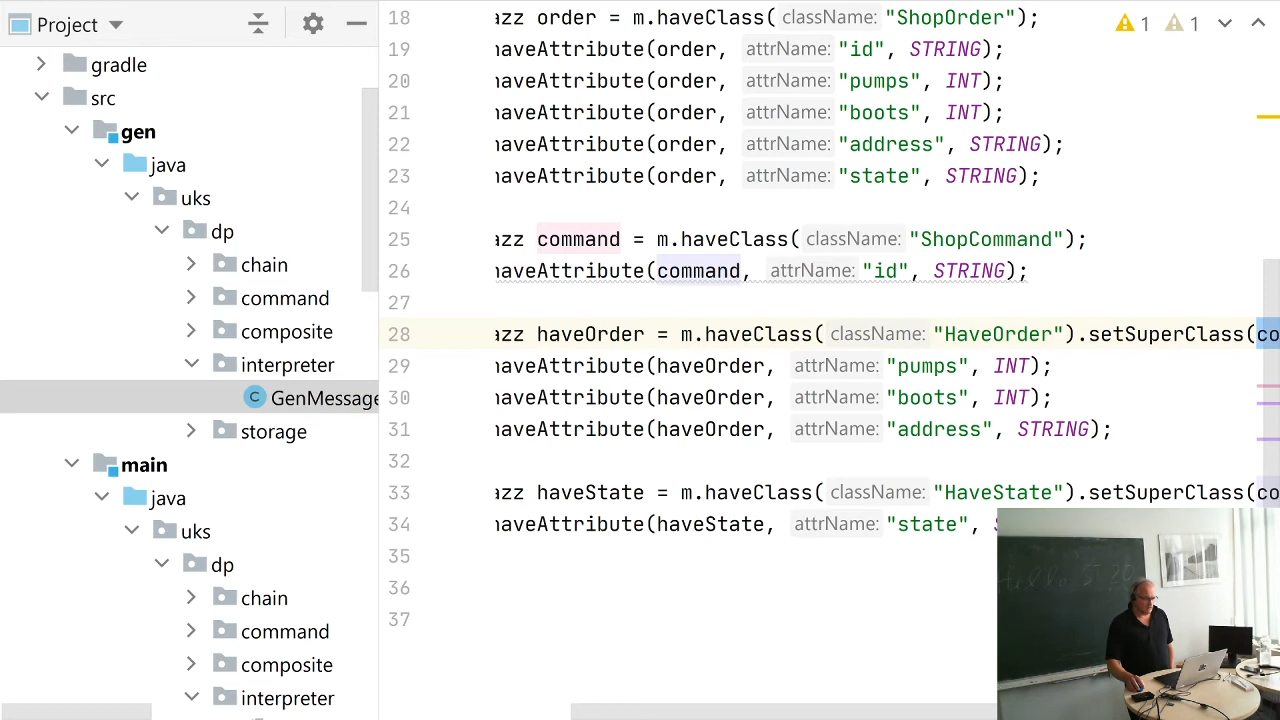 Project
gradle
src
gen
java
uks
dp
chain
command
composite
interpreter
GenMessage
storage
main
java
uks
dp
chain
command
composite
interpreter
1 1
18 azz order = m.haveClass( className: "ShopOrder");
19 haveAttribute(order, attrName: "id", STRING);
20 haveAttribute(order, attrName: "pumps", INT);
21 haveAttribute(order, attrName: "boots", INT);
22 haveAttribute(order, attrName: "address", STRING);
23 haveAttribute(order, attrName: "state", STRING);
24
25 azz command = m.haveClass( className: "ShopCommand");
26 haveAttribute(command, attrName: "id", STRING);
27
28 azz haveOrder = m.haveClass( className: "HaveOrder").setSuperClass(co
29 haveAttribute(haveOrder, attrName: "pumps", INT);
30 haveAttribute(haveOrder, attrName: "boots", INT);
31 haveAttribute(haveOrder, attrName: "address", STRING);
32
33 azz haveState = m.haveClass( className: "HaveState").setSuperClass(co
34 haveAttribute(haveState, attrName: "state", S
35
36
37